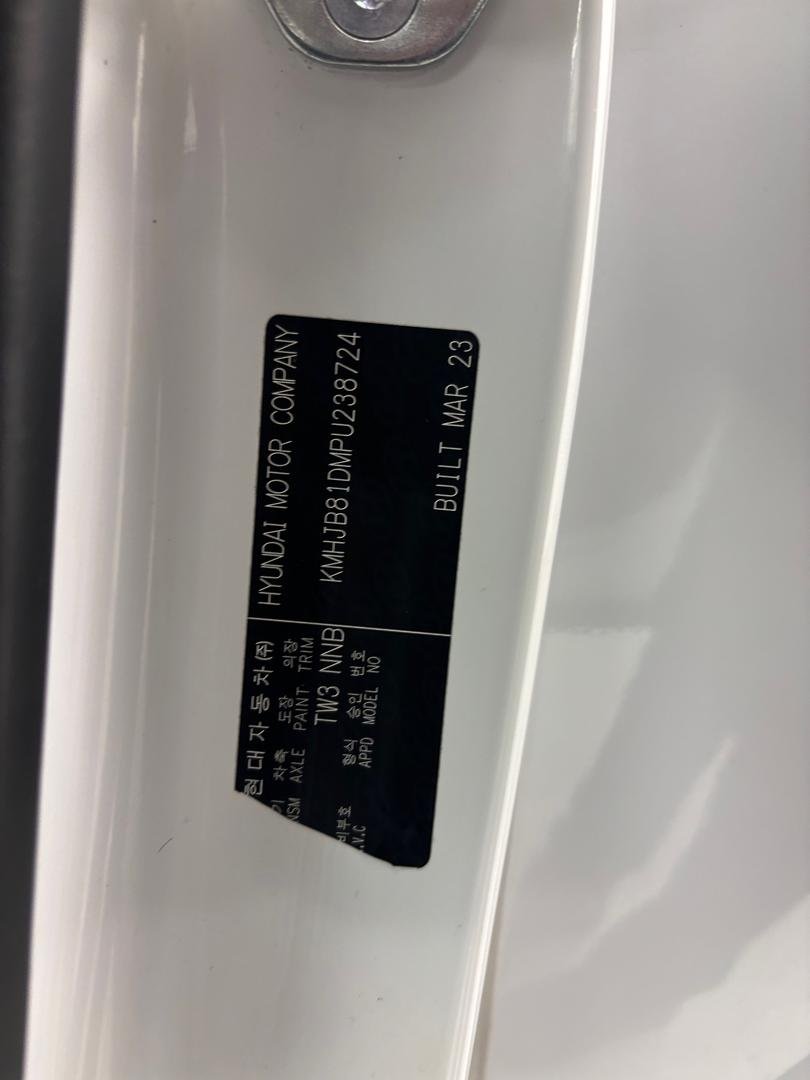 현대자동차(주) HYUNDAI MOTOR COMPANY
차축 도장 의장
AXLE PAINT TRIM
KMHJB81DMPU238724
TW3 NNB
형식 승인 번호
APPD MODEL NO
BUILT MAR 23